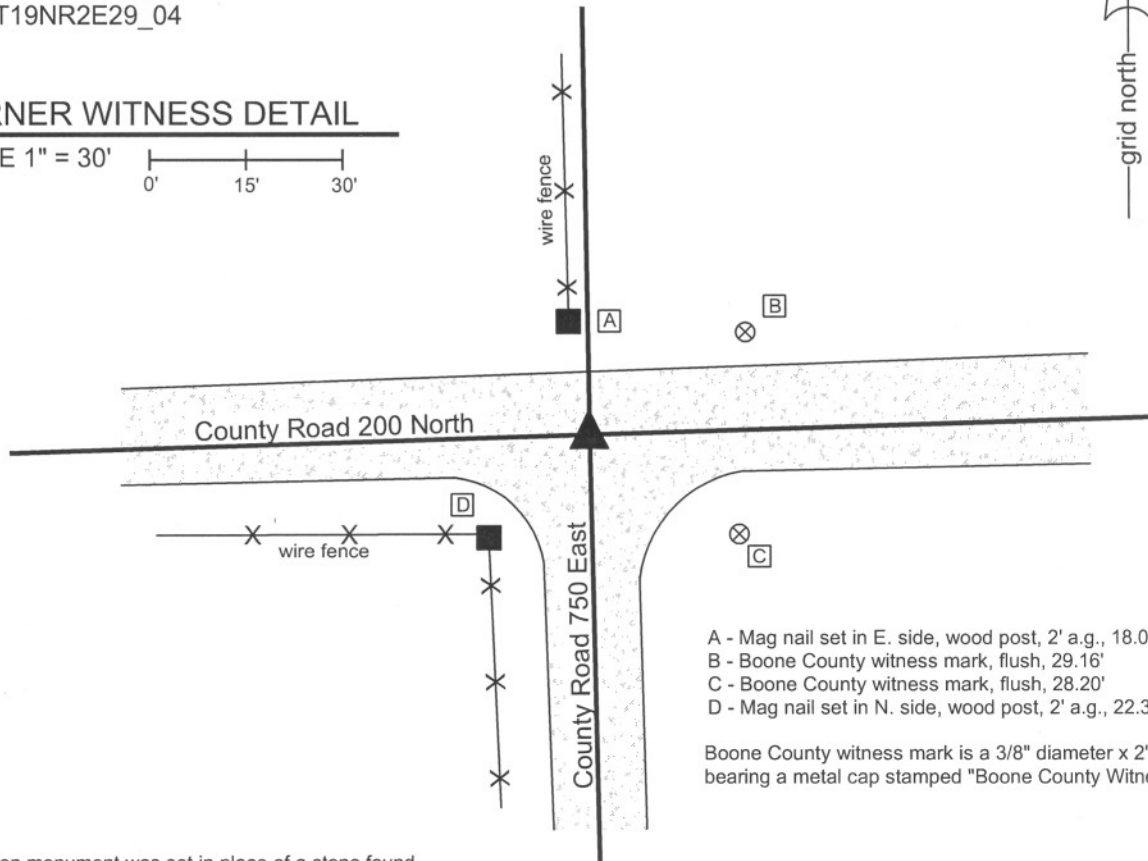 T19NR2E29_04
RNER WITNESS DETAIL
E 1" = 30'
0' 15' 30'
grid north
wire fence
A
B
County Road 200 North
D
wire fence
C
County Road 750 East
A - Mag nail set in E. side, wood post, 2' a.g., 18.0
B - Boone County witness mark, flush, 29.16'
C - Boone County witness mark, flush, 28.20'
D - Mag nail set in N. side, wood post, 2' a.g., 22.3
Boone County witness mark is a 3/8" diameter x 2'
bearing a metal cap stamped "Boone County Witne
on monument was set in place of a stone found